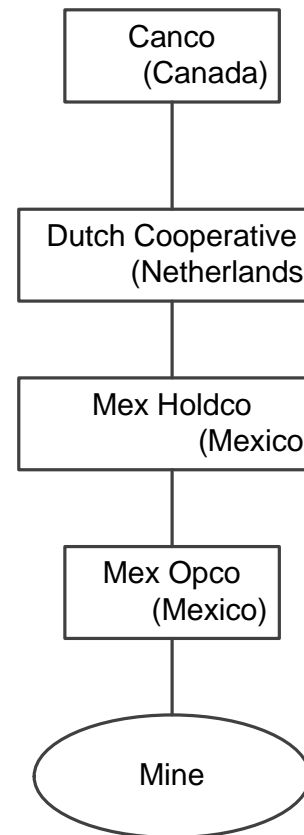 Canco
(Canada)
Dutch Cooperative
(Netherlands
Mex Holdco
(Mexico
Mex Opco
(Mexico)
Mine